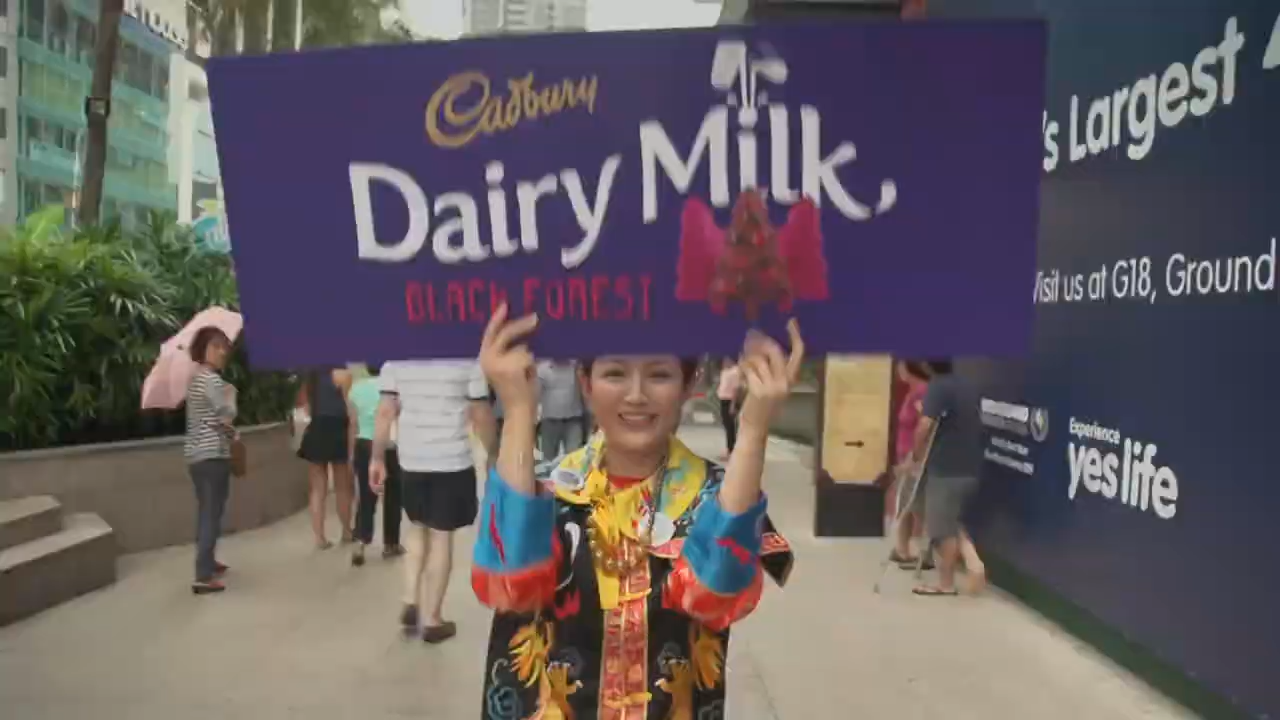 Cadbury
Dairy Milk,
BLACK FOREST
's Largest
Visit us at G18, Ground
Experience
yes life